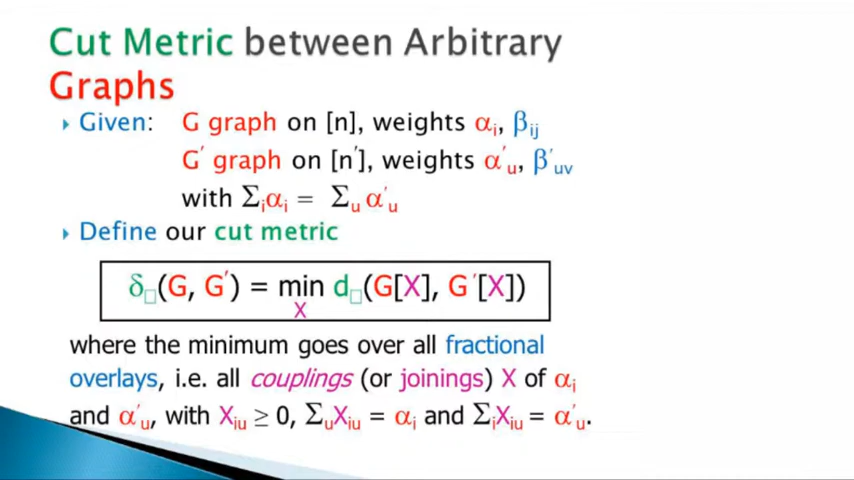 Cut Metric between Arbitrary
Graphs
Given: G graph on [n], weights αᵢ, βᵢⱼ
G′ graph on [n′], weights α′ᵤ, β′ᵤᵥ
with Σᵢαᵢ = Σᵤ α′ᵤ
Define our cut metric
δ□(G, G′) = min d□(G[X], G′[X])
X
where the minimum goes over all fractional
overlays, i.e. all couplings (or joinings) X of αᵢ
and α′ᵤ, with Xᵢᵤ ≥ 0, ΣᵤXᵢᵤ = αᵢ and ΣᵢXᵢᵤ = α′ᵤ.